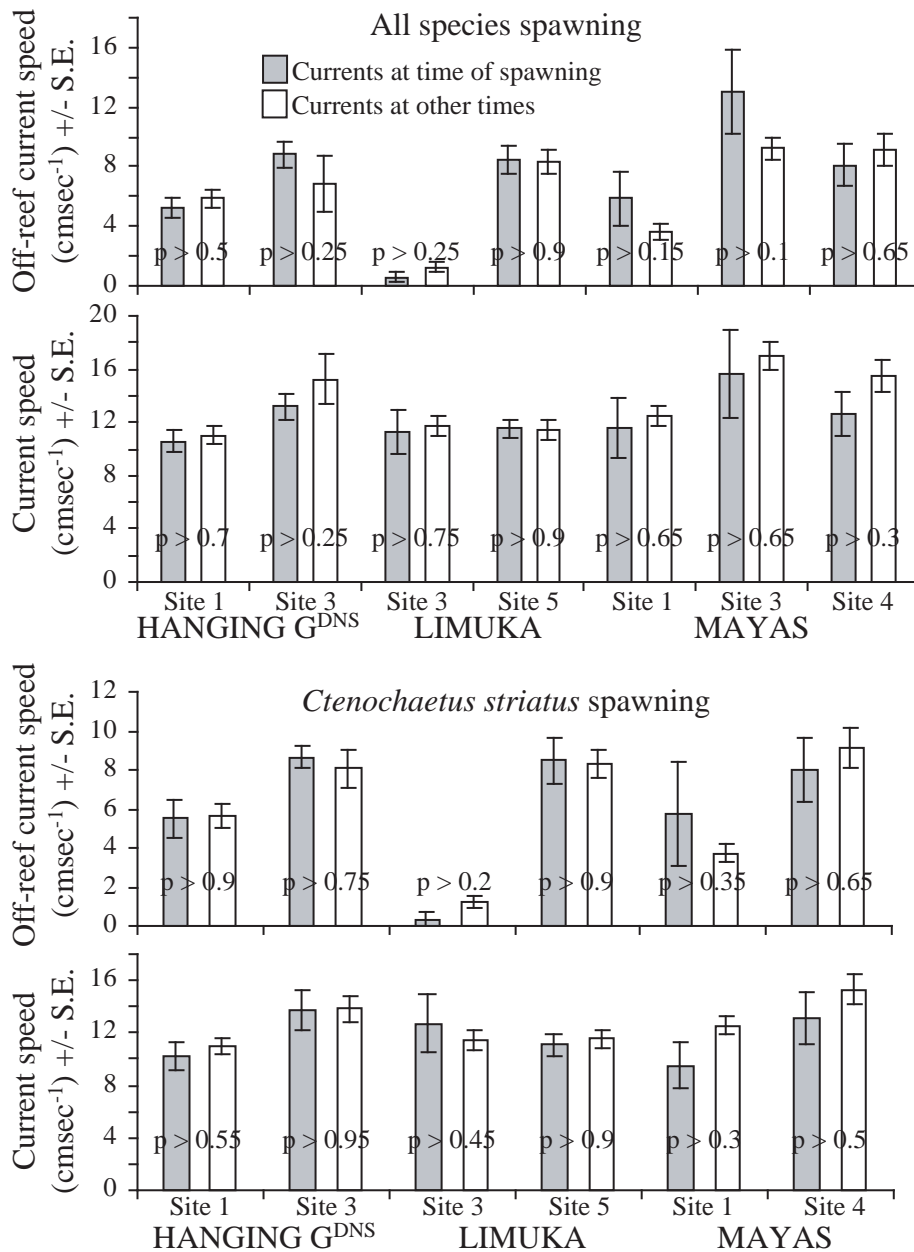 All species spawning
Currents at time of spawning
Currents at other times
Off-reef current speed
(cmsec⁻¹) +/- S.E.
16
12
8
4
0
p > 0.5 p > 0.25 p > 0.25 p > 0.9 p > 0.15 p > 0.1 p > 0.65
Current speed
(cmsec⁻¹) +/- S.E.
20
16
12
8
4
0
p > 0.7 p > 0.25 p > 0.75 p > 0.9 p > 0.65 p > 0.65 p > 0.3
Site 1 Site 3 Site 3 Site 5 Site 1 Site 3 Site 4
HANGING G^DNS LIMUKA MAYAS
Ctenochaetus striatus spawning
Off-reef current speed
(cmsec⁻¹) +/- S.E.
12
10
8
6
4
2
0
p > 0.9 p > 0.75 p > 0.2 p > 0.9 p > 0.35 p > 0.65
Current speed
(cmsec⁻¹) +/- S.E.
16
12
8
4
0
p > 0.55 p > 0.95 p > 0.45 p > 0.9 p > 0.3 p > 0.5
Site 1 Site 3 Site 3 Site 5 Site 1 Site 4
HANGING G^DNS LIMUKA MAYAS